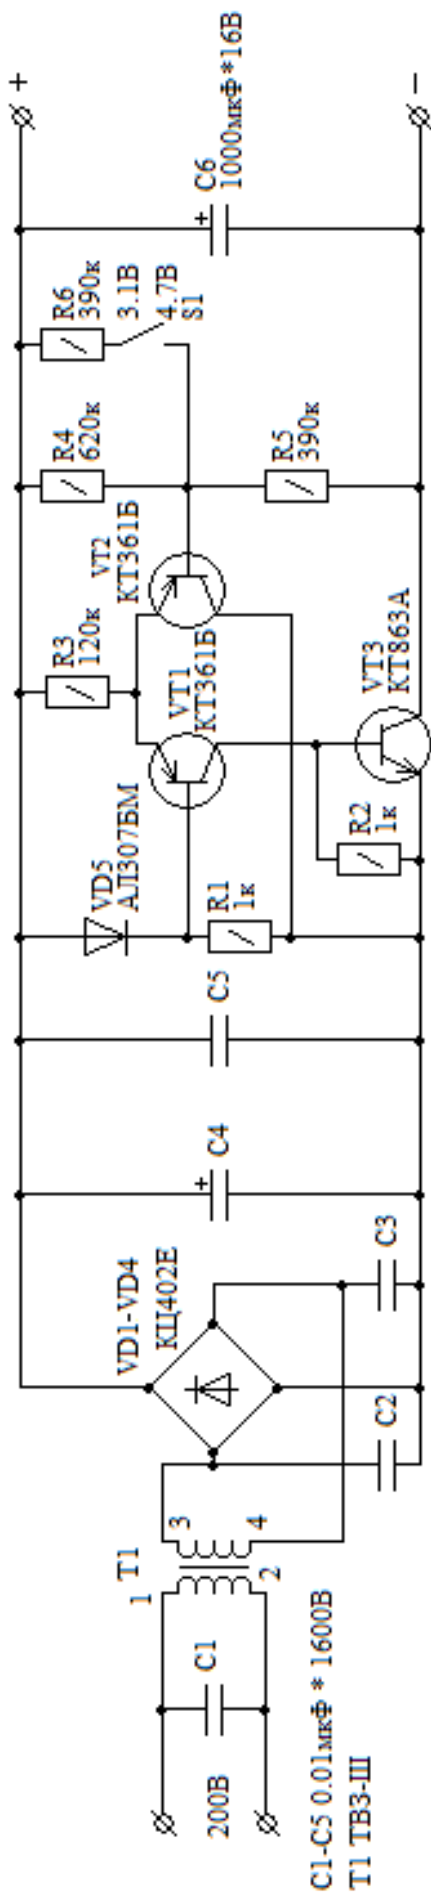 200В
C1
1
T1
3
2
4
C1-C5 0.01мкФ * 1600В
T1 ТВЗ-Ш
VD1-VD4
КЦ402Е
C2
C3
C4
C5
VD5
АЛ307БМ
R1
1к
R2
1к
VT1
КТ361Б
R3
120к
VT2
КТ361Б
VT3
КТ863А
R4
620к
R5
390к
R6
390к
3.1В
4.7В
S1
C6
1000мкФ*16В
+
+
+
−